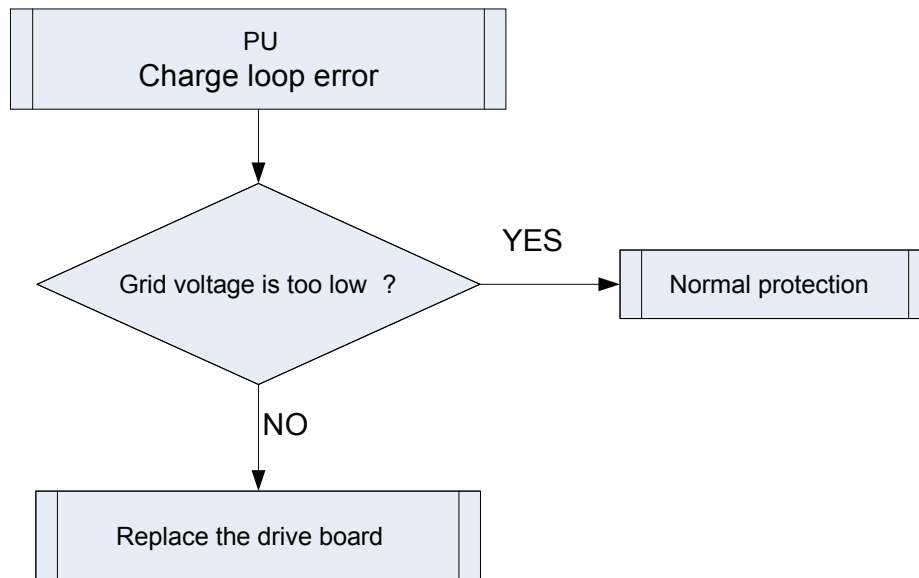 PU
Charge loop error
Grid voltage is too low ?
YES
Normal protection
NO
Replace the drive board